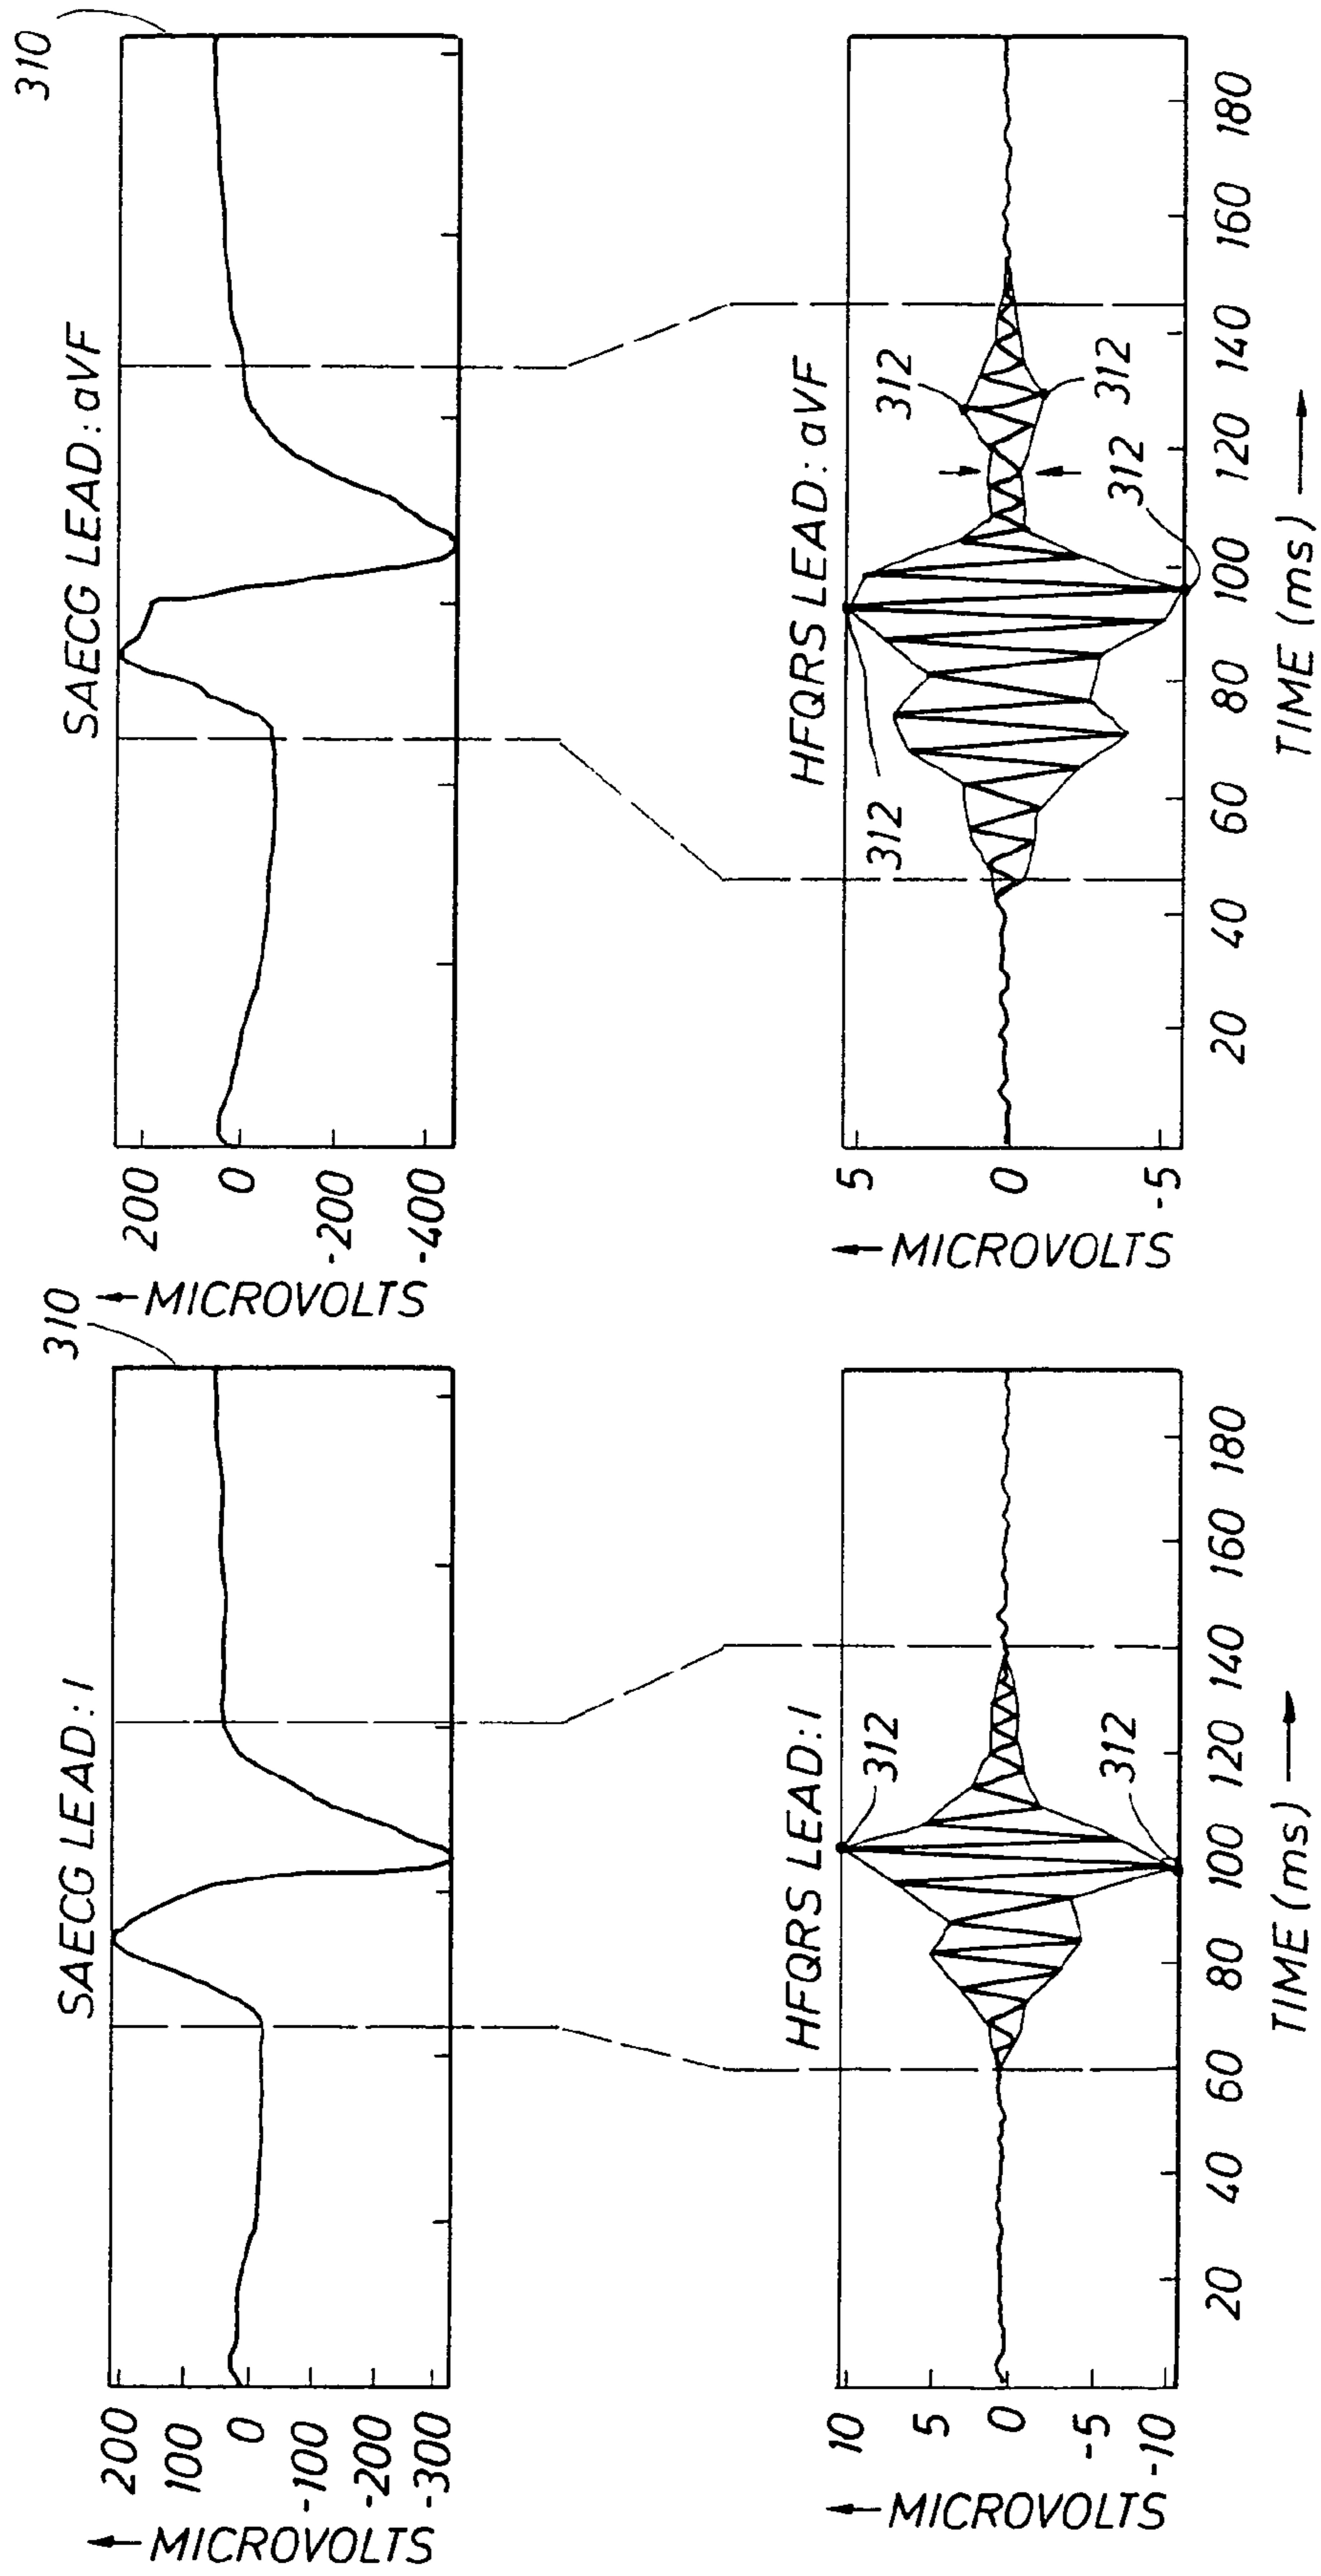 SAECG LEAD: I
310
←MICROVOLTS
200
100
0
-100
-200
-300
SAECG LEAD: aVF
310
←MICROVOLTS
200
0
-200
-400
HFQRS LEAD: I
312
312
←MICROVOLTS
10
5
0
-5
-10
20 40 60 80 100 120 140 160 180
TIME (ms) →
HFQRS LEAD: aVF
312
312
312
312
←MICROVOLTS
5
0
-5
20 40 60 80 100 120 140 160 180
TIME (ms) →